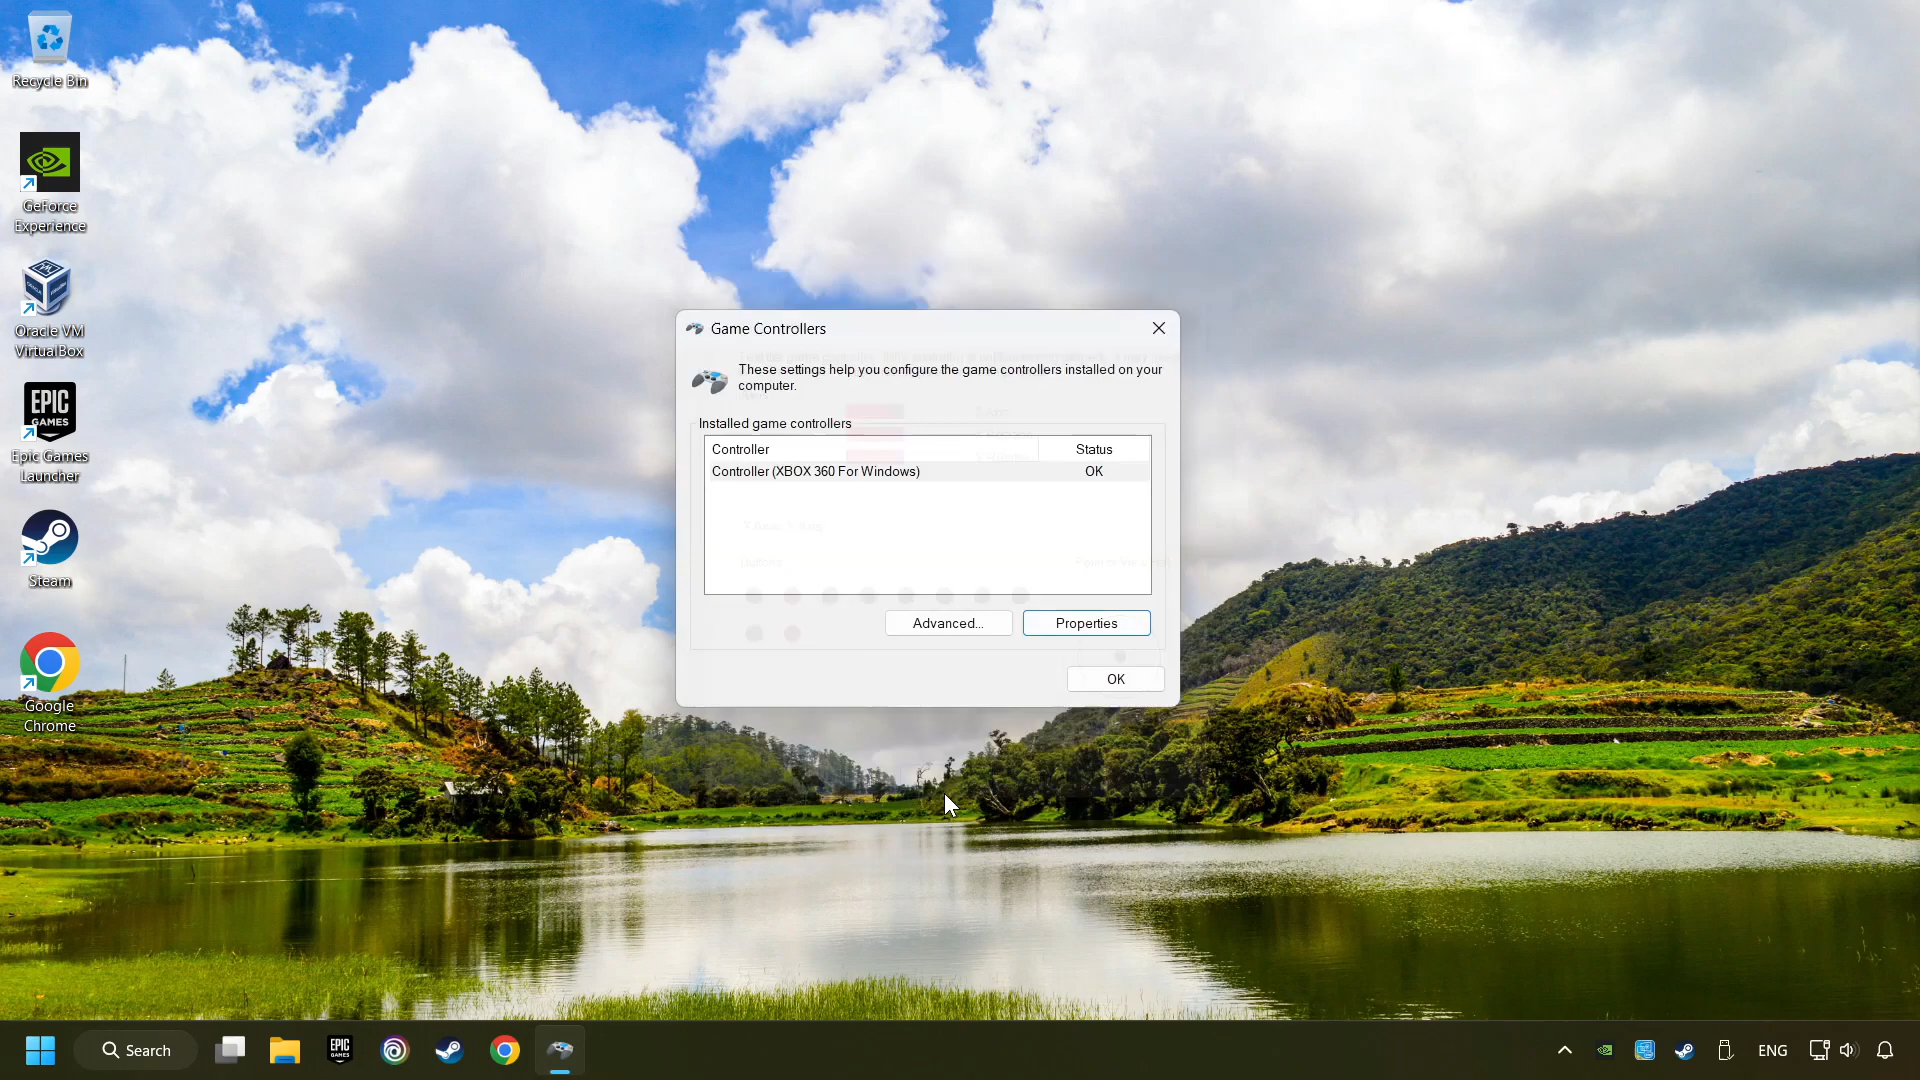 Recycle Bin
GeForce
Experience
Oracle VM
VirtualBox
EPIC
GAMES
Epic Games
Launcher
Steam
Google
Chrome
Game Controllers
These settings help you configure the game controllers installed on your
computer.
Installed game controllers
Controller Status
Controller (XBOX 360 For Windows) OK
Advanced... Properties
OK
Search
EPIC
GAMES
ENG